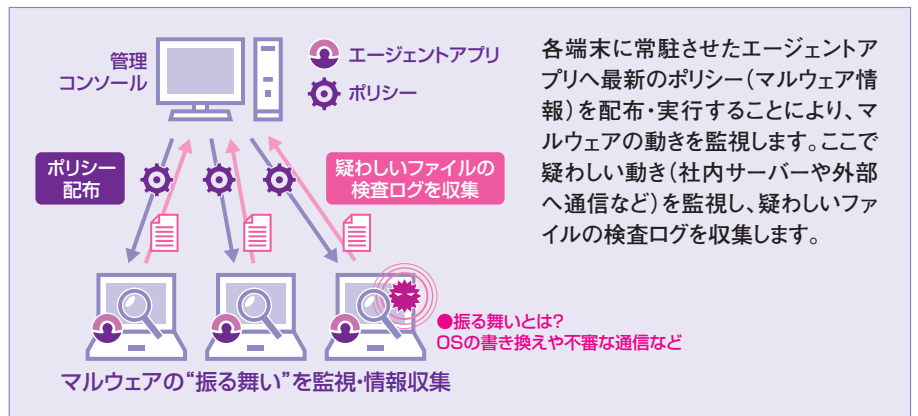 管理
コンソール
エージェントアプリ
ポリシー
ポリシー
配布
疑わしいファイルの
検査ログを収集
●振る舞いとは?
OSの書き換えや不審な通信など
マルウェアの“振る舞い”を監視・情報収集
各端末に常駐させたエージェントア
プリへ最新のポリシー(マルウェア情
報)を配布・実行することにより、マ
ルウェアの動きを監視します。ここで
疑わしい動き(社内サーバーや外部
へ通信など)を監視し、疑わしいファ
イルの検査ログを収集します。